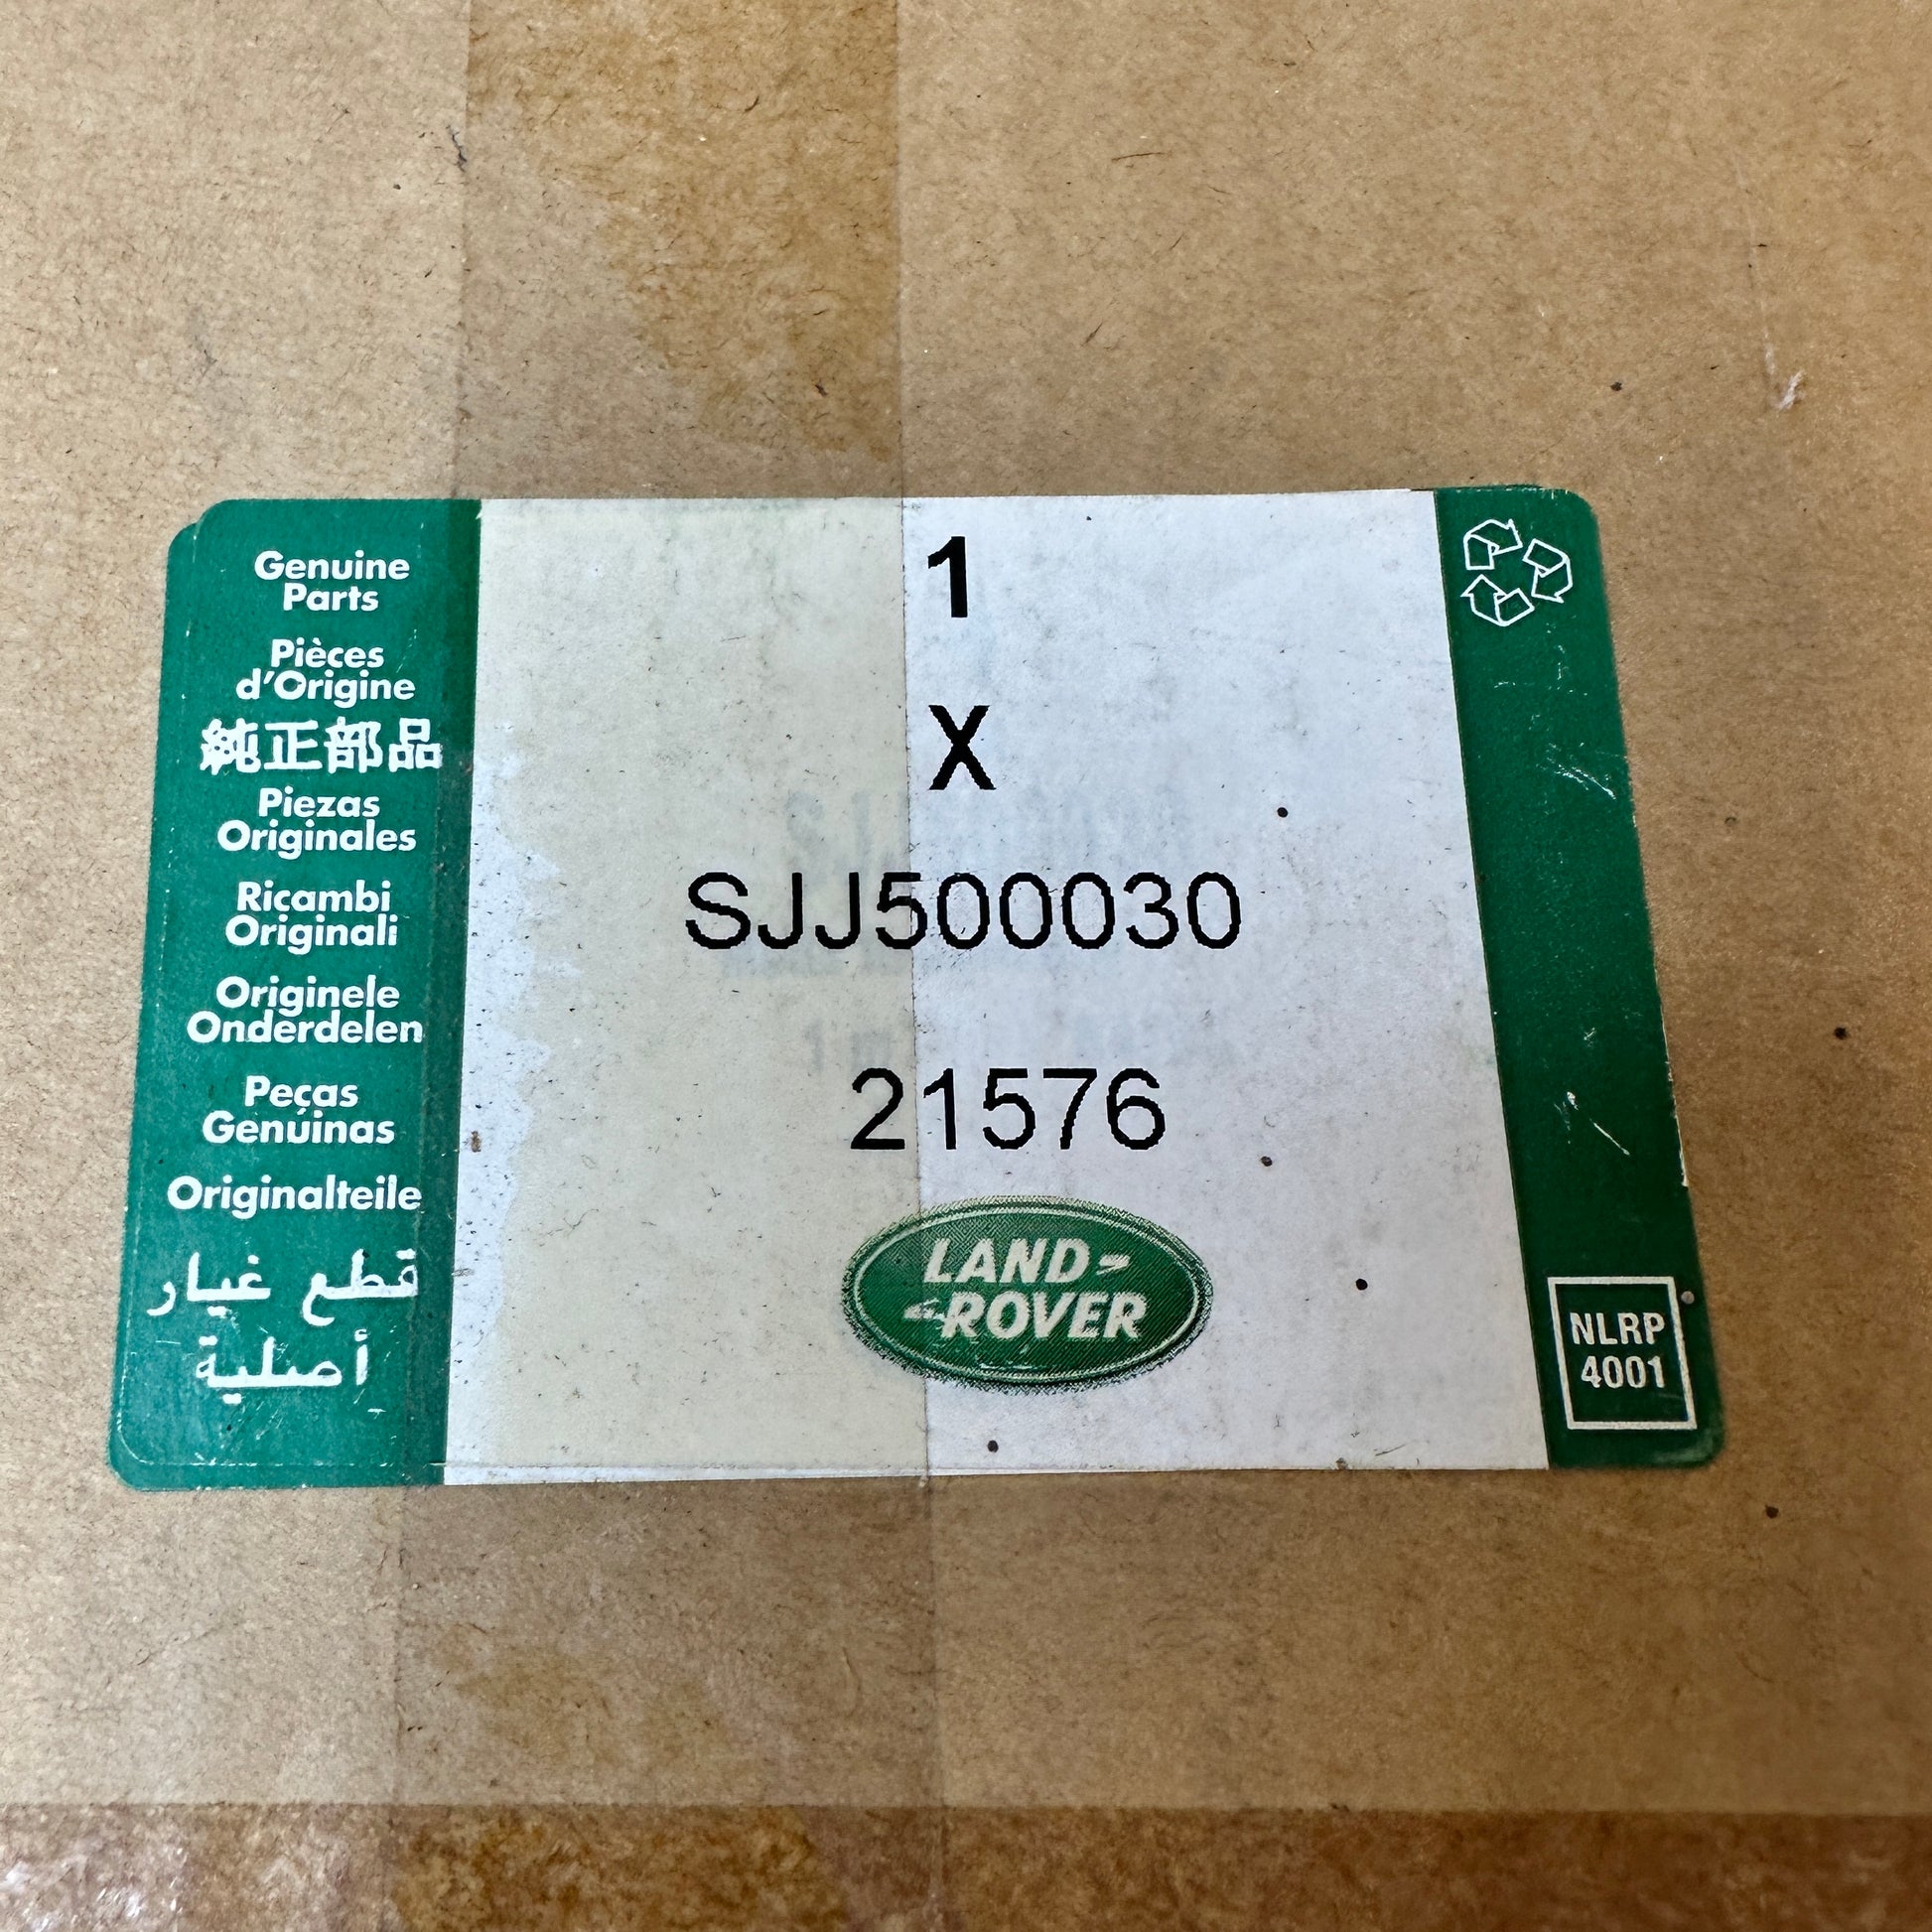 Genuine
Parts
Pièces
d'Origine
純正部品
Piezas
Originales
Ricambi
Originali
Originele
Onderdelen
Peças
Genúinas
Originalteile
قطع غيار
أصلية
1
X
SJJ500030
21576
LAND-
-ROVER
NLRP
4001